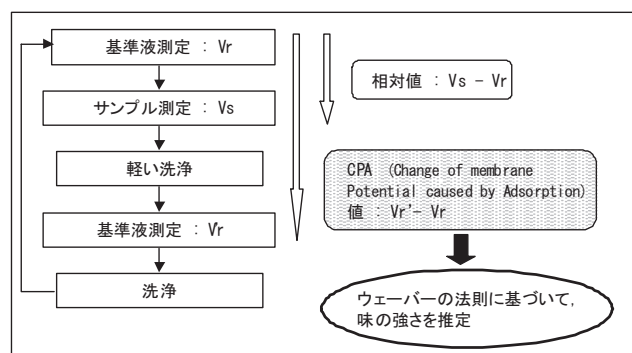 基準液測定 : Vr
サンプル測定 : Vs
軽い洗浄
基準液測定 : V'r
洗浄
相対値 : Vs - Vr
CPA (Change of membrane
Potential caused by Adsorption)
値 : Vr'- Vr
ウェーバーの法則に基づいて,
味の強さを推定